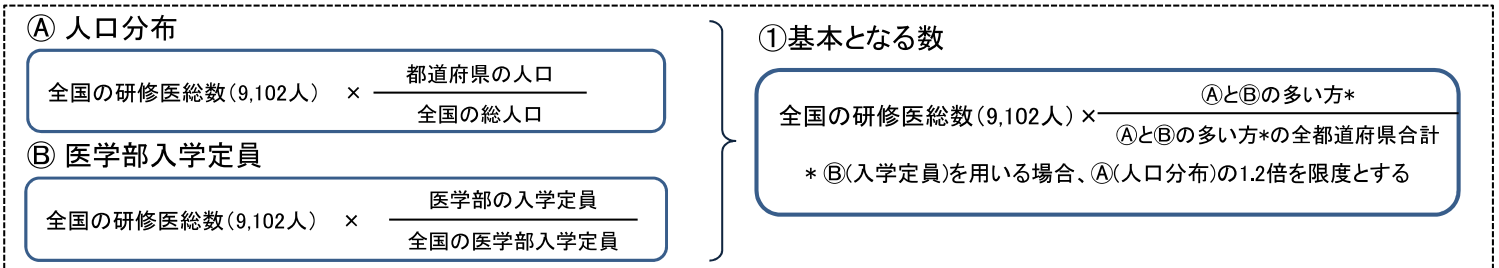 Ⓐ 人口分布
全国の研修医総数(9,102人) × 都道府県の人口
全国の総人口
Ⓑ 医学部入学定員
全国の研修医総数(9,102人) × 医学部の入学定員
全国の医学部入学定員
①基本となる数
全国の研修医総数(9,102人)× ⒶとⒷの多い方*
ⒶとⒷの多い方*の全都道府県合計
* Ⓑ(入学定員)を用いる場合、Ⓐ(人口分布)の1.2倍を限度とする